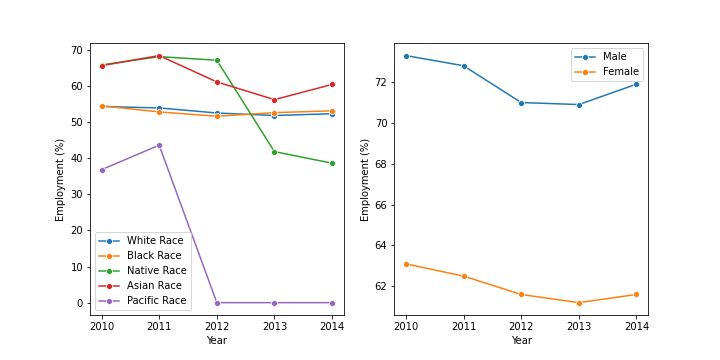 70
60
50
40
30
20
10
0
Employment (%)
White Race
Black Race
Native Race
Asian Race
Pacific Race
2010 2011 2012 2013 2014
Year
72
70
68
66
64
62
Employment (%)
Male
Female
2010 2011 2012 2013 2014
Year